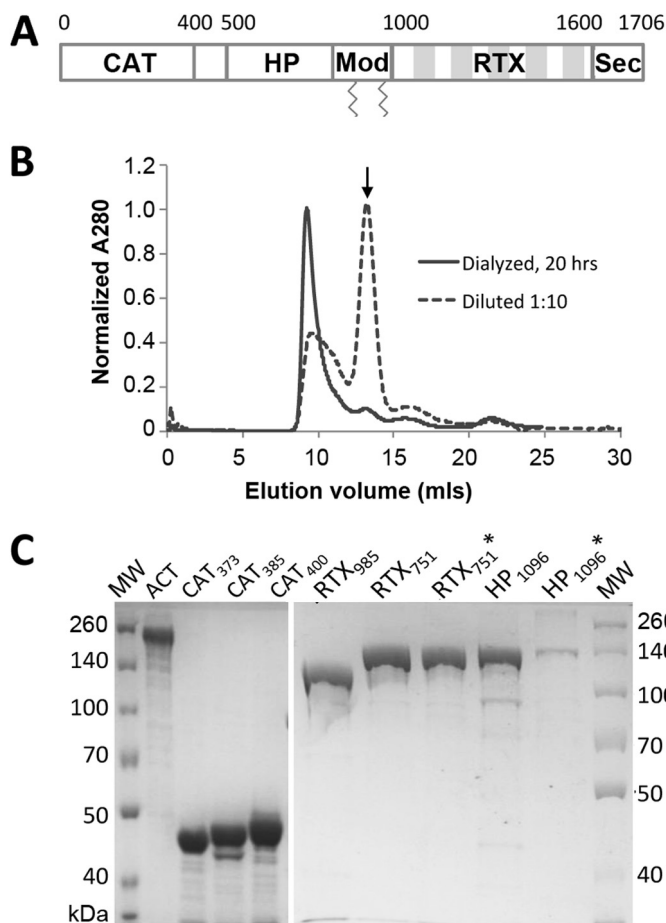 A
0 400 500 1000 1600 1706
CAT HP Mod RTX Sec
B
Normalized A280
1.2
1.0
0.8
0.6
0.4
0.2
0
Dialyzed, 20 hrs
Diluted 1:10
0 5 10 15 20 25 30
Elution volume (mls)
C
MW ACT CAT373 CAT385 CAT400 RTX985 RTX751 RTX751* HP1096 HP1096* MW
260
140
100
70
50
40
kDa
260
140
100
70
50
40